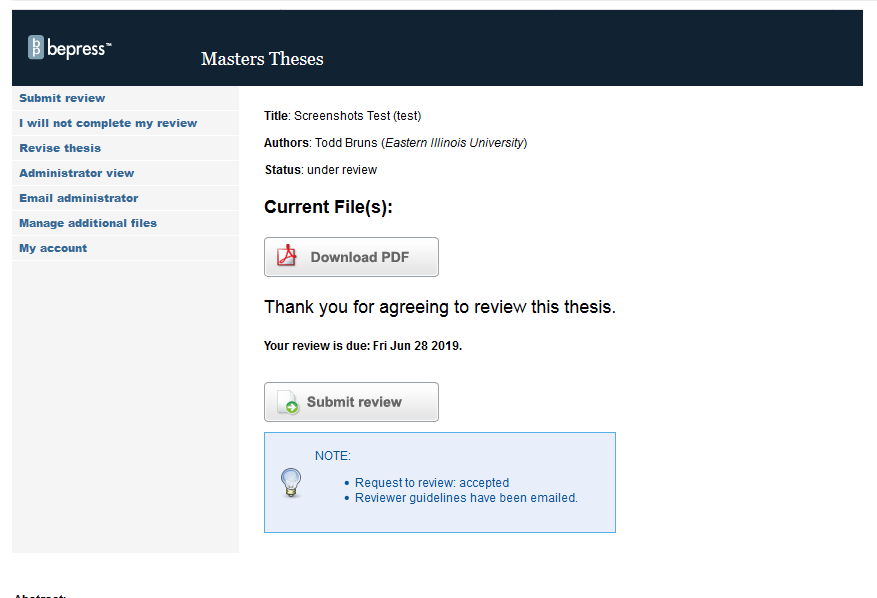 bepress™
Masters Theses
Submit review
I will not complete my review
Revise thesis
Administrator view
Email administrator
Manage additional files
My account
Title: Screenshots Test (test)
Authors: Todd Bruns (Eastern Illinois University)
Status: under review
Current File(s):
Download PDF
Thank you for agreeing to review this thesis.
Your review is due: Fri Jun 28 2019.
Submit review
NOTE:
• Request to review: accepted
• Reviewer guidelines have been emailed.
Abstract: